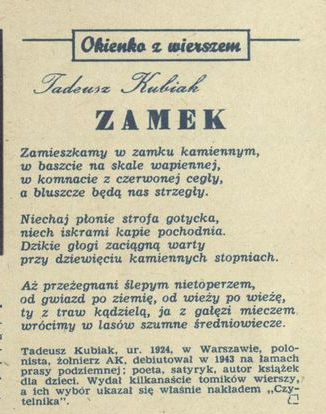 Okienko z wierszem
Tadeusz Kubiak
ZAMEK
Zamieszkamy w zamku kamiennym,
w baszcie na skale wapiennej,
w komnacie z czerwonej cegły,
a bluszcze będą nas strzegły.
Niechaj płonie strofa gotycka,
niech iskrami kapie pochodnia.
Dzikie głogi zaciągną warty
przy dziewięciu kamiennych stopniach.
Aż przeżegnani ślepym nietoperzem,
od gwiazd po ziemię, od wieży po wieżę,
ty z traw kądzielą, ja z gałęzi mieczem
wrócimy w lasów szumne średniowiecze.
Tadeusz Kubiak, ur. 1924, w Warszawie, polo-
nista, żołnierz AK, debiutował w 1943 na łamach
prasy podziemnej; poeta, satyryk, autor książek
dla dzieci. Wydał kilkanaście tomików wierszy,
a ich wybór ukazał się właśnie nakładem „Czy-
telnika".